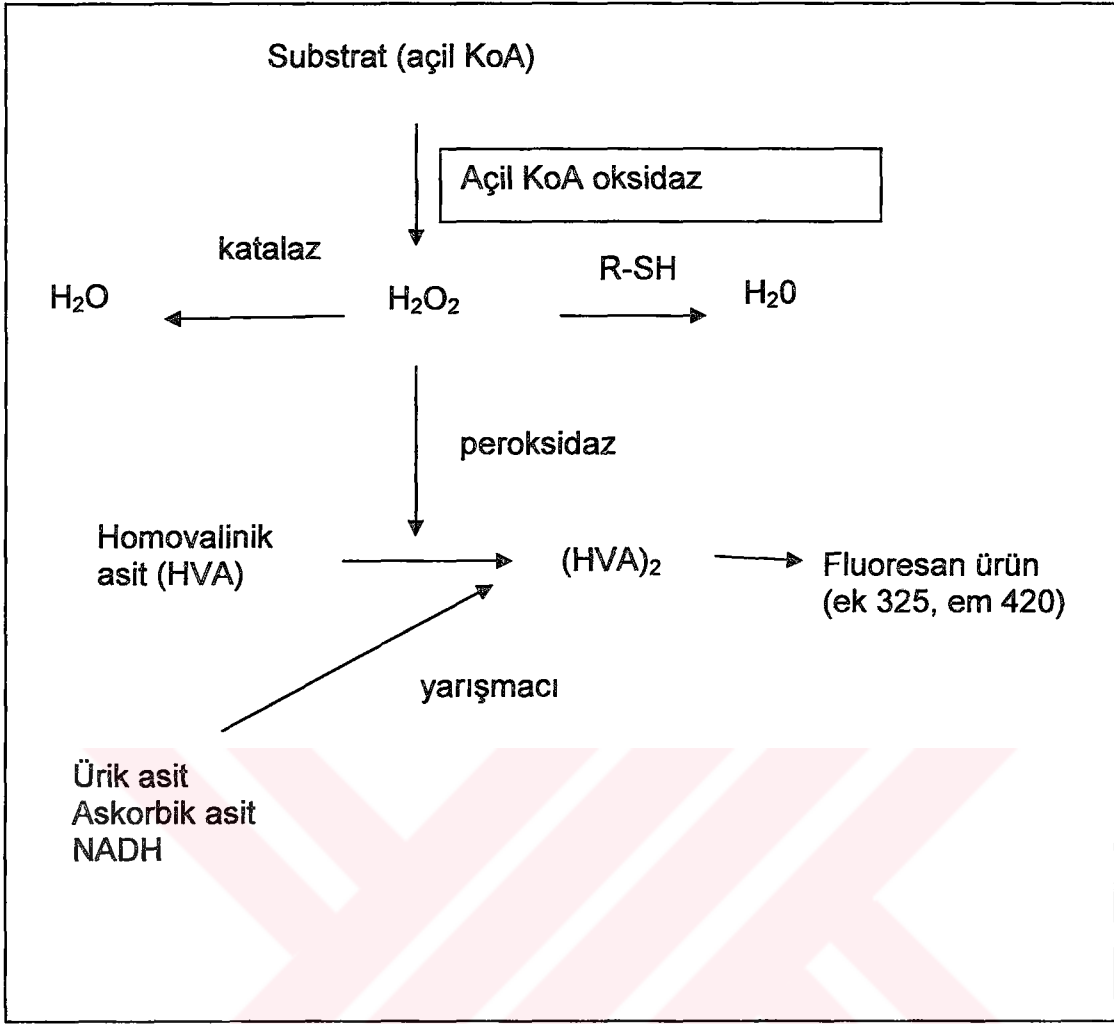 Substrat (açil KoA)
Açil KoA oksidaz
katalaz
R-SH
H₂O
H₂O₂
H₂0
peroksidaz
Homovalinik
asit (HVA)
(HVA)₂
Fluoresan ürün
(ek 325, em 420)
yarışmacı
Ürik asit
Askorbik asit
NADH